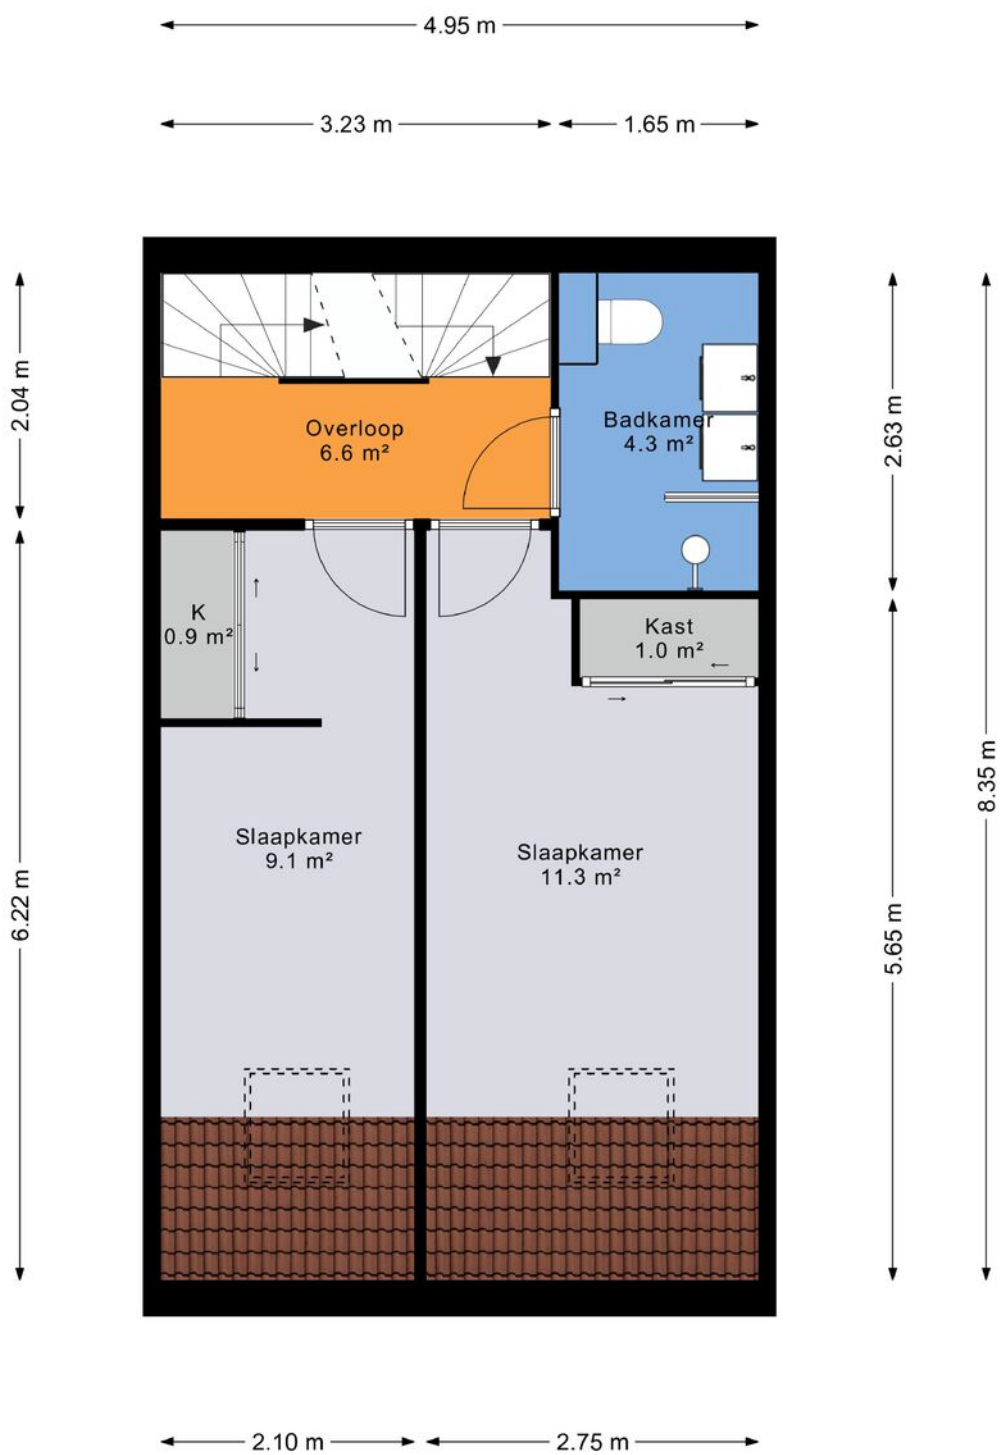 4.95 m
3.23 m
1.65 m
2.04 m
2.63 m
Overloop
6.6 m²
Badkamer
4.3 m²
K
0.9 m²
Kast
1.0 m²
8.35 m
Slaapkamer
9.1 m²
Slaapkamer
11.3 m²
6.22 m
5.65 m
2.10 m
2.75 m